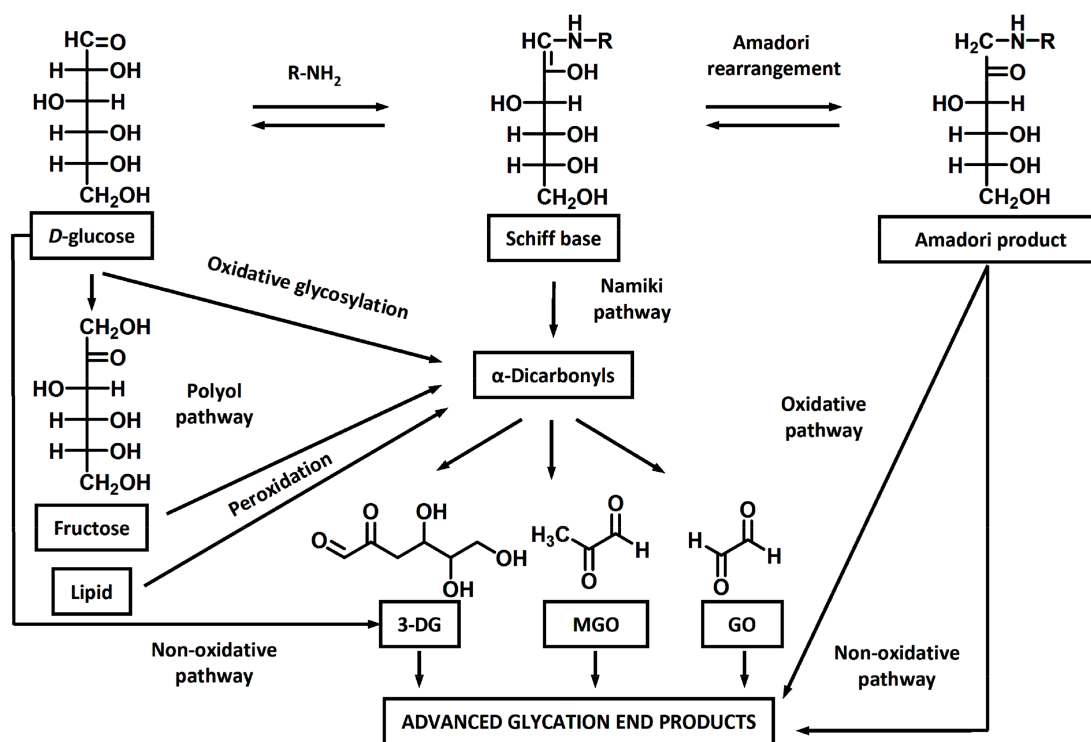 HC=O
H OH
HO H
H OH
H OH
CH₂OH
D-glucose
R-NH₂
H
HC-N-R
OH
HO H
H OH
H OH
CH₂OH
Schiff base
Amadori
rearrangement
H
H₂C-N-R
O
HO H
H OH
H OH
CH₂OH
Amadori product
Oxidative glycosylation
Namiki
pathway
CH₂OH
O
HO H
H OH
H OH
CH₂OH
Fructose
Polyol
pathway
α-Dicarbonyls
Peroxidation
Lipid
Oxidative
pathway
O O OH OH OH
3-DG
H₃C O H O
MGO
O H H O
GO
Non-oxidative
pathway
Non-oxidative
pathway
ADVANCED GLYCATION END PRODUCTS